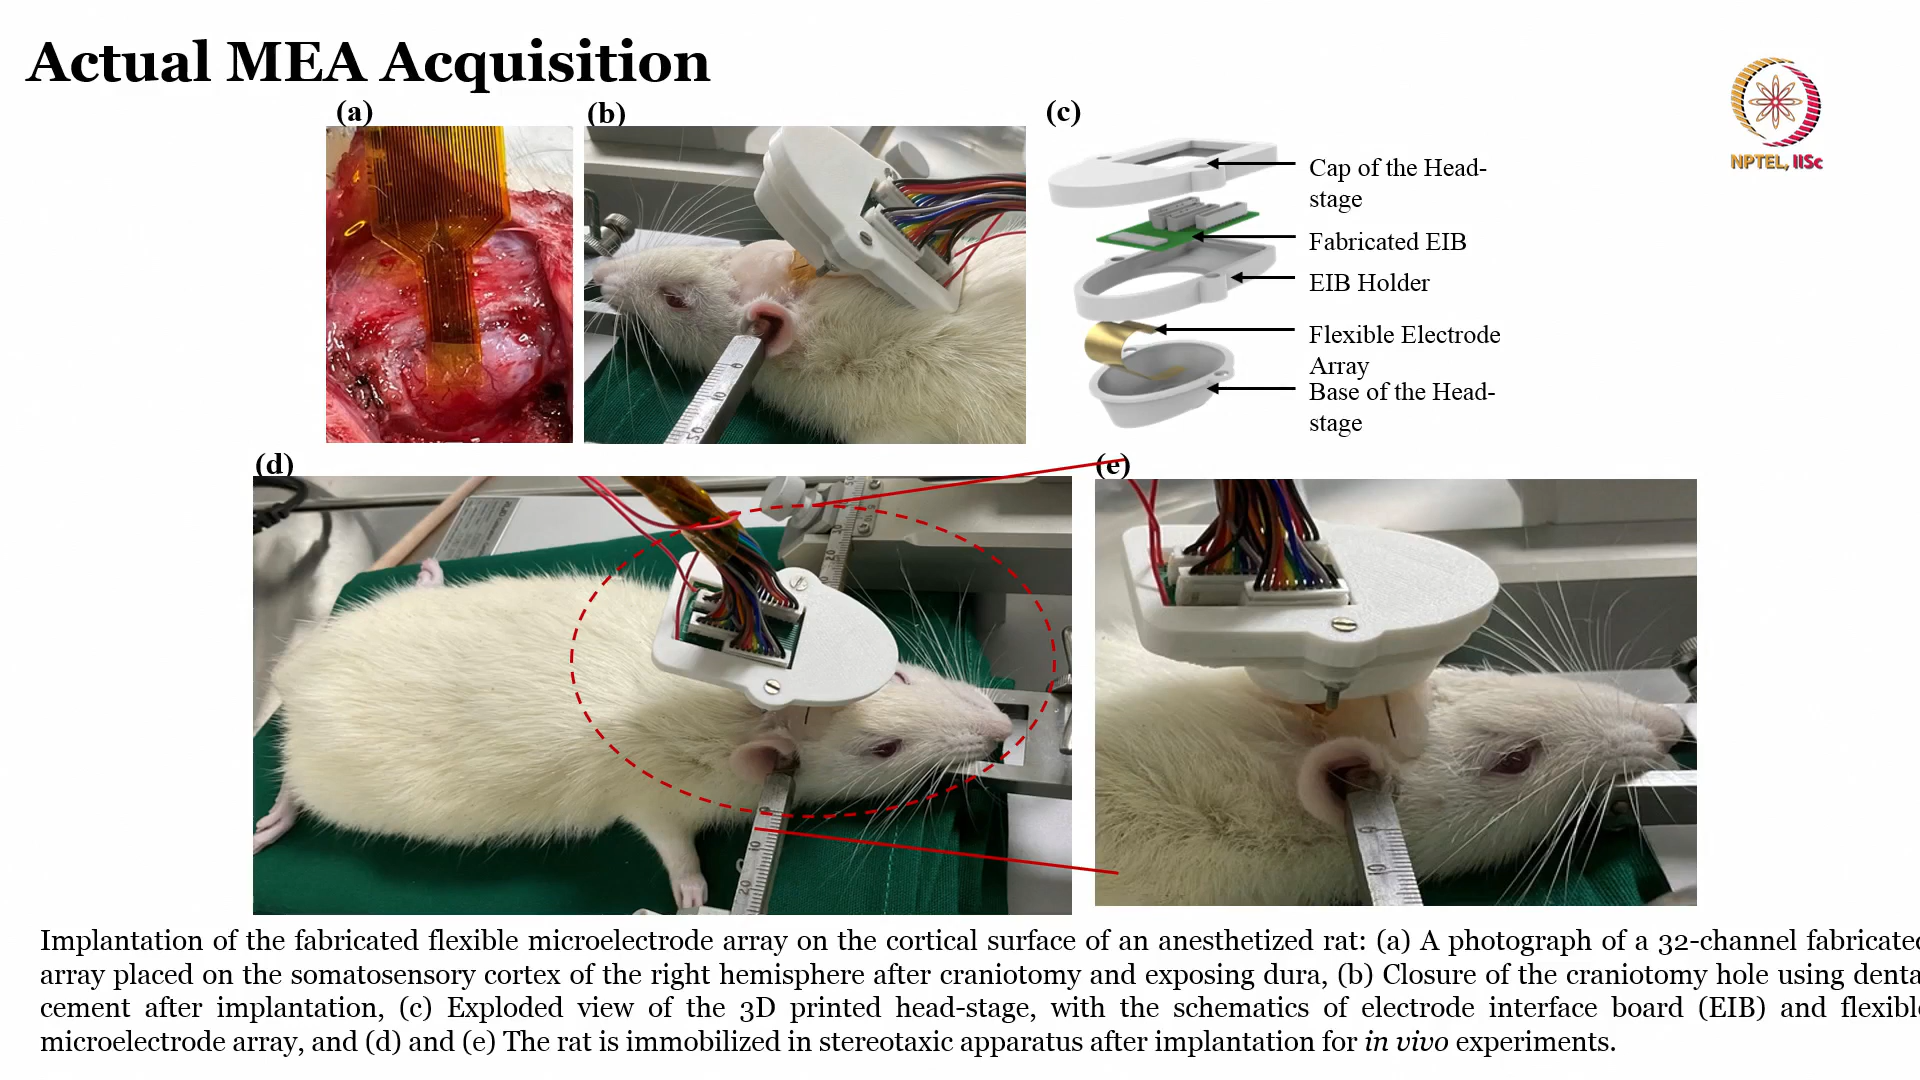 Actual MEA Acquisition
(a)
(b)
(c)
NPTEL, IISc
Cap of the Head-
stage
Fabricated EIB
EIB Holder
Flexible Electrode
Array
Base of the Head-
stage
(d)
(e)
Implantation of the fabricated flexible microelectrode array on the cortical surface of an anesthetized rat: (a) A photograph of a 32-channel fabricated
array placed on the somatosensory cortex of the right hemisphere after craniotomy and exposing dura, (b) Closure of the craniotomy hole using denta
cement after implantation, (c) Exploded view of the 3D printed head-stage, with the schematics of electrode interface board (EIB) and flexible
microelectrode array, and (d) and (e) The rat is immobilized in stereotaxic apparatus after implantation for in vivo experiments.